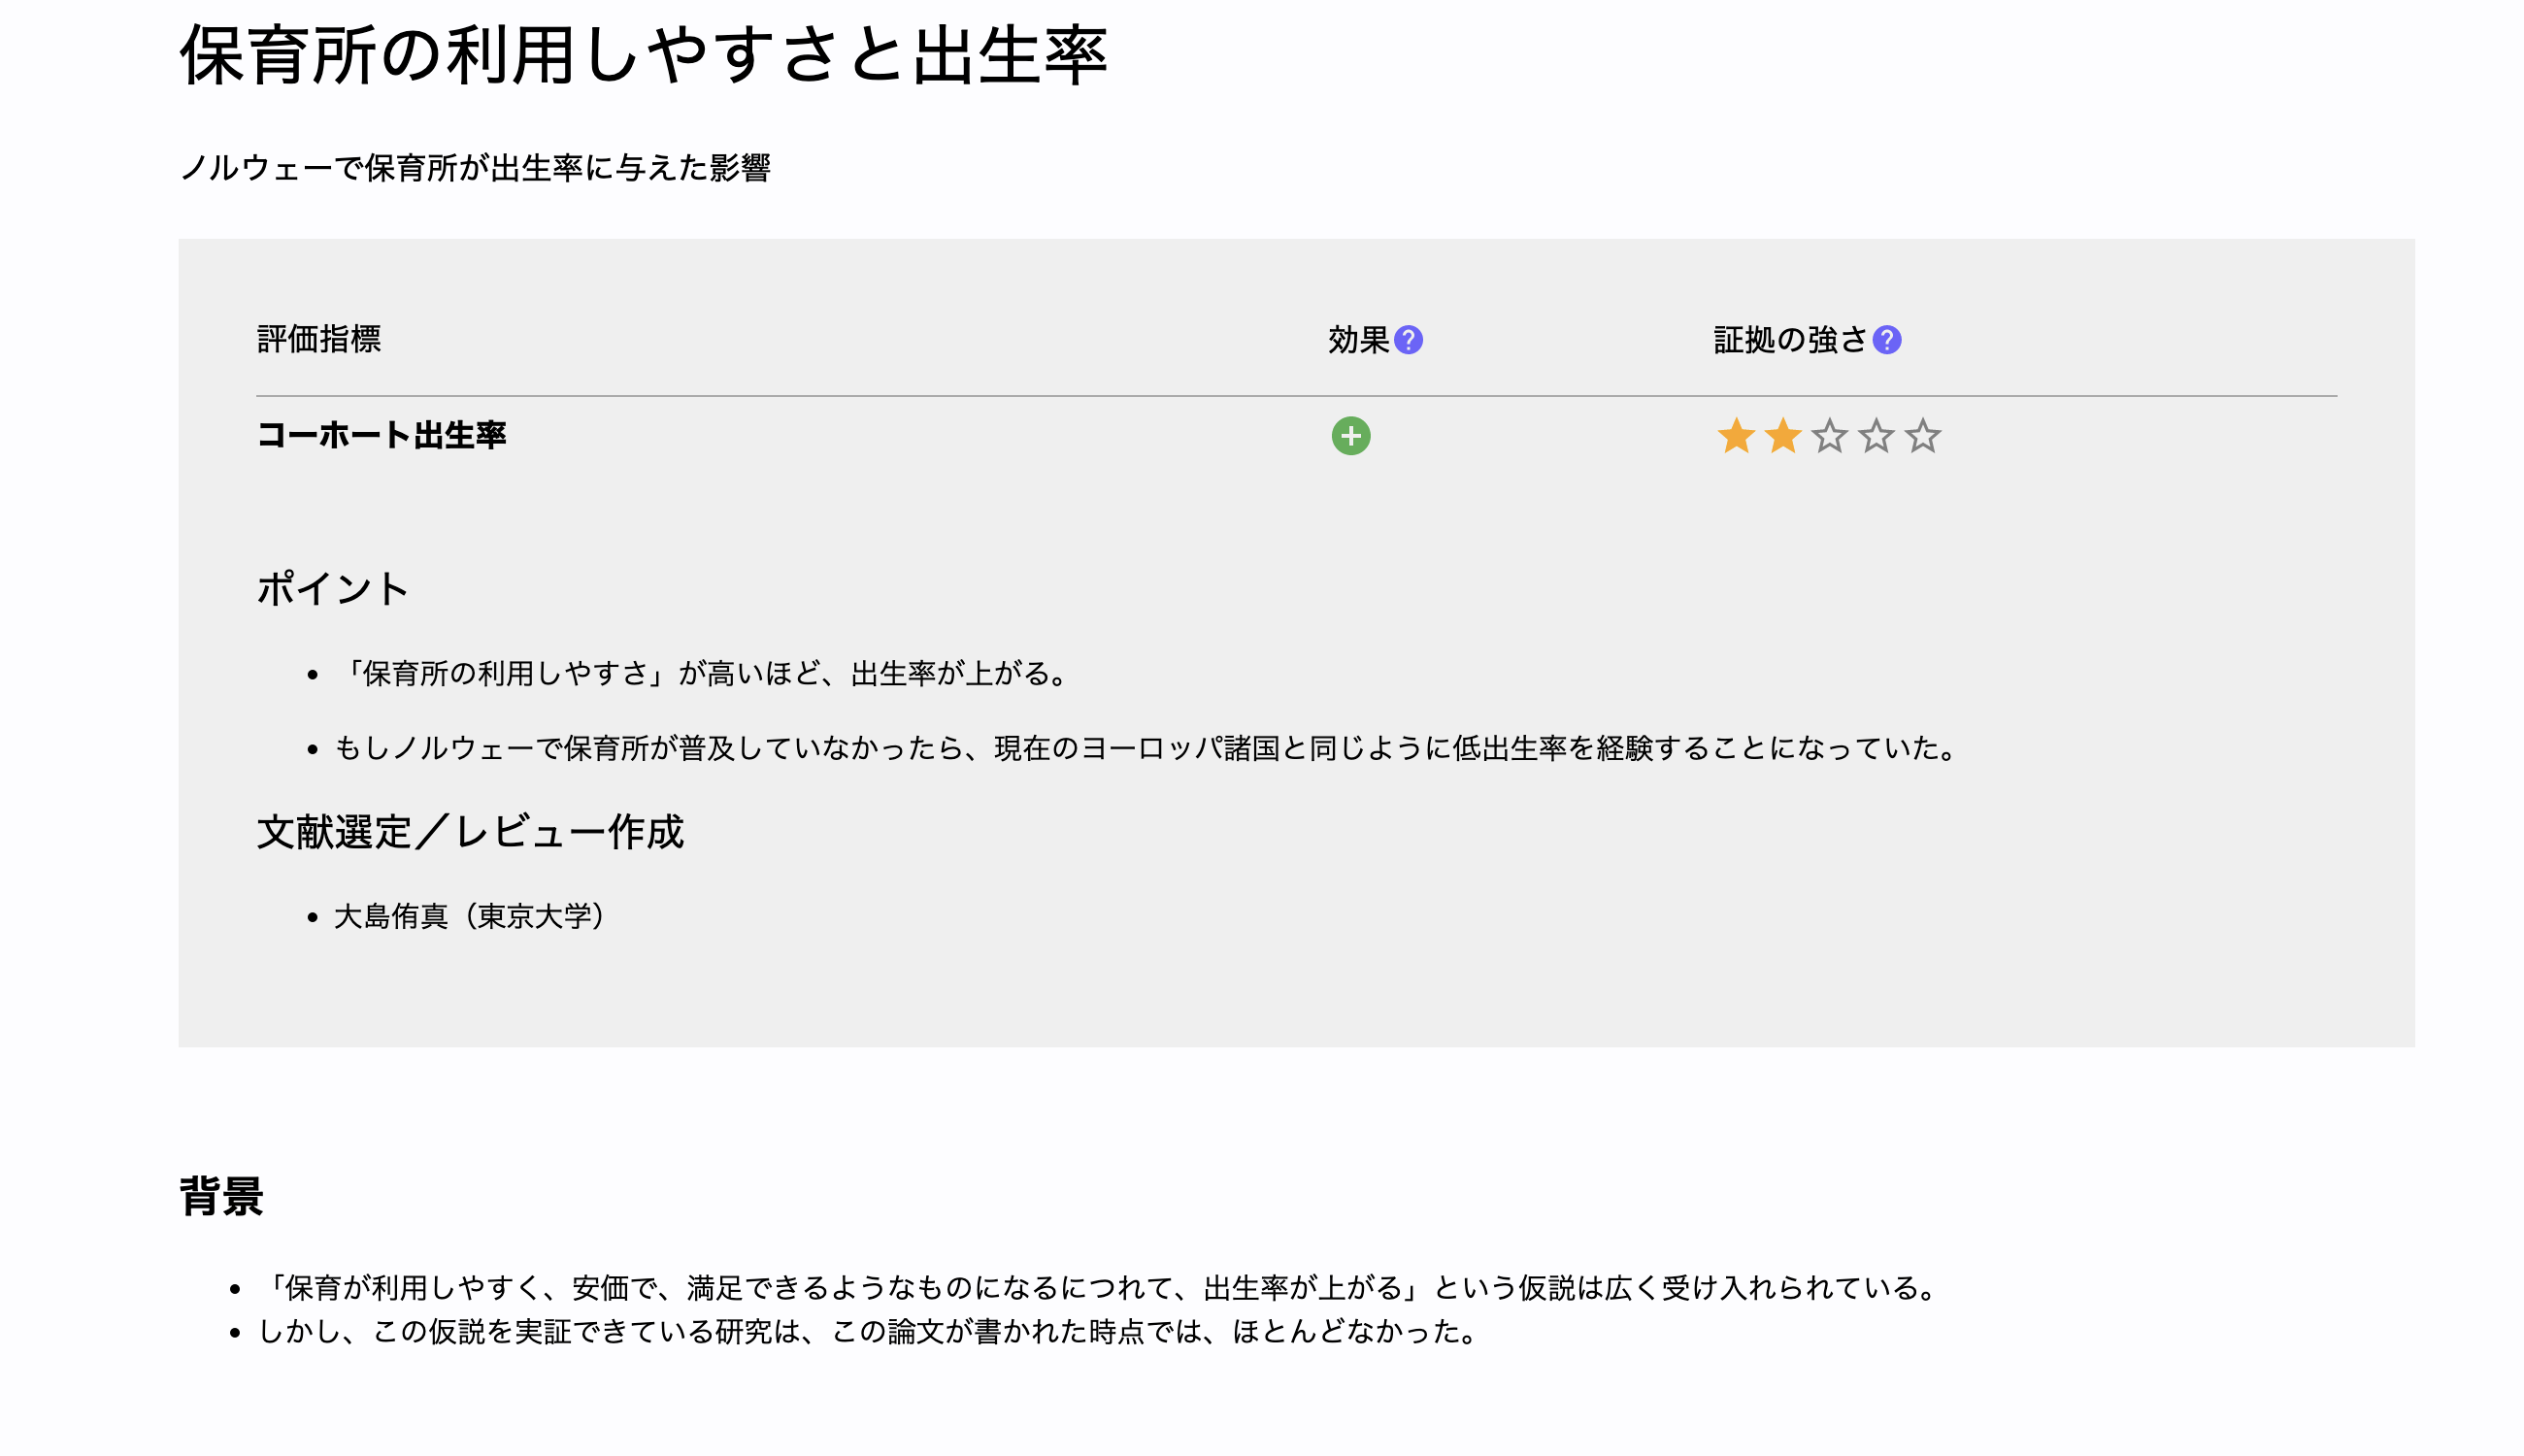 保育所の利用しやすさと出生率
ノルウェーで保育所が出生率に与えた影響
評価指標 効果? 証拠の強さ?
コーホート出生率
ポイント
• 「保育所の利用しやすさ」が高いほど、出生率が上がる。
• もしノルウェーで保育所が普及していなかったら、現在のヨーロッパ諸国と同じように低出生率を経験することになっていた。
文献選定／レビュー作成
• 大島侑真（東京大学）
背景
• 「保育が利用しやすく、安価で、満足できるようなものになるにつれて、出生率が上がる」という仮説は広く受け入れられている。
• しかし、この仮説を実証できている研究は、この論文が書かれた時点では、ほとんどなかった。